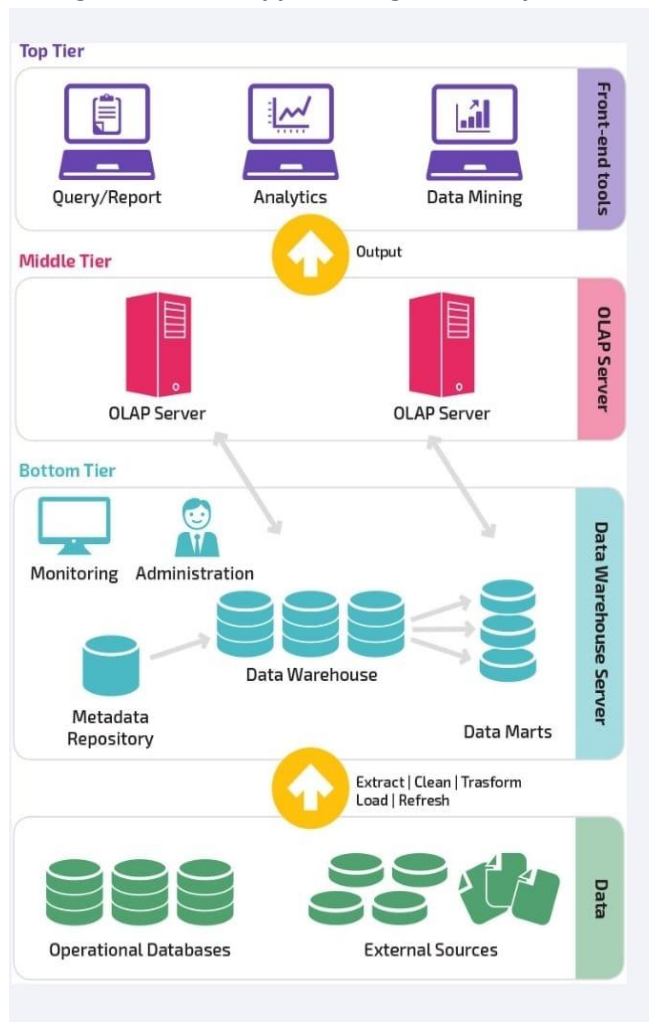 Top Tier
Query/Report
Analytics
Data Mining
Front-end tools
Output
Middle Tier
OLAP Server
OLAP Server
OLAP Server
Bottom Tier
Monitoring
Administration
Data Warehouse
Metadata
Repository
Data Marts
Data Warehouse Server
Extract | Clean | Trasform
Load | Refresh
Operational Databases
External Sources
Data